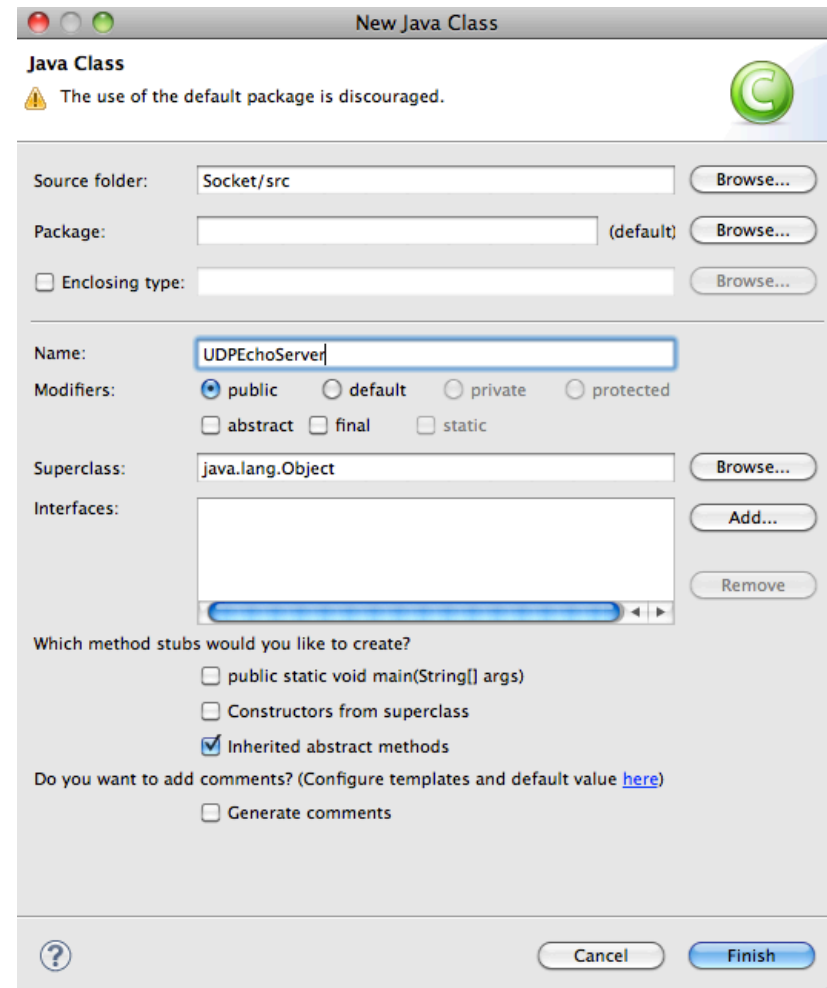 New Java Class
Java Class
The use of the default package is discouraged.
Source folder: Socket/src Browse...
Package: (default) Browse...
Enclosing type: Browse...
Name: UDPEchoServer
Modifiers: public default private protected
abstract final static
Superclass: java.lang.Object Browse...
Interfaces: Add...
Remove
Which method stubs would you like to create?
public static void main(String[] args)
Constructors from superclass
Inherited abstract methods
Do you want to add comments? (Configure templates and default value here)
Generate comments
? Cancel Finish